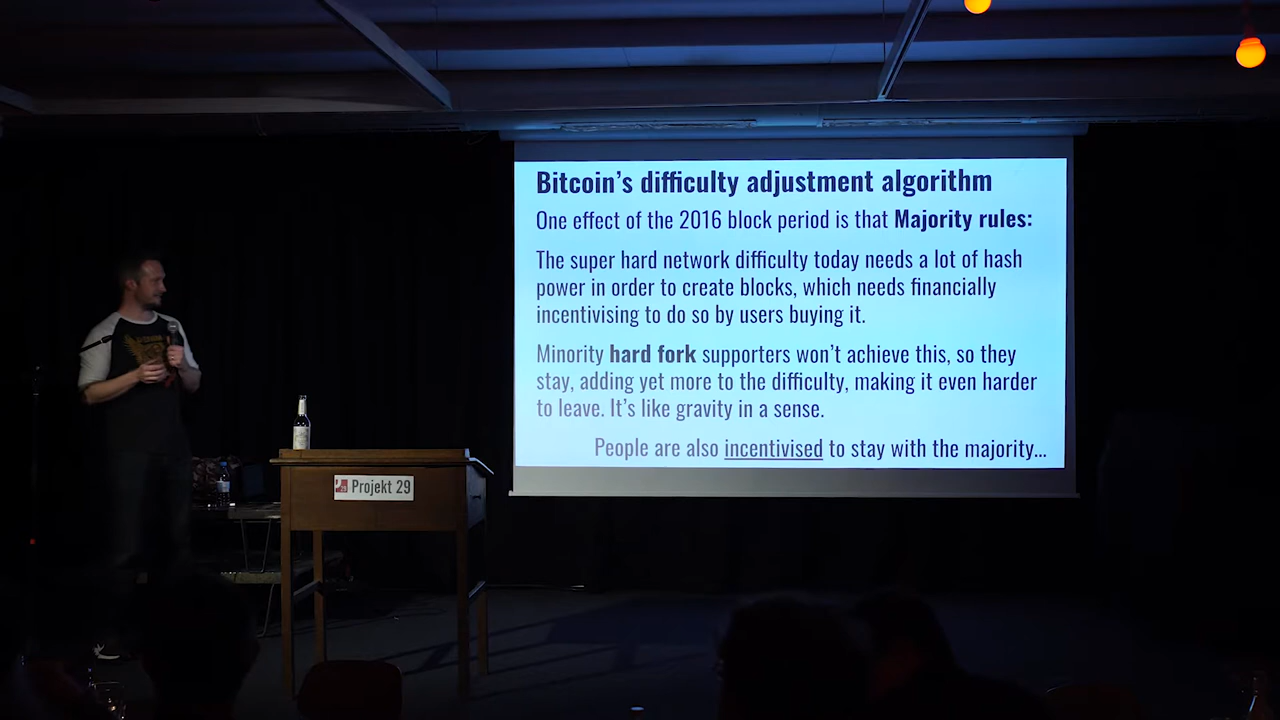 Bitcoin's difficulty adjustment algorithm
One effect of the 2016 block period is that Majority rules:
The super hard network difficulty today needs a lot of hash
power in order to create blocks, which needs financially
incentivising to do so by users buying it.
Minority hard fork supporters won't achieve this, so they
stay, adding yet more to the difficulty, making it even harder
to leave. It's like gravity in a sense.
People are also incentivised to stay with the majority...
Projekt 29